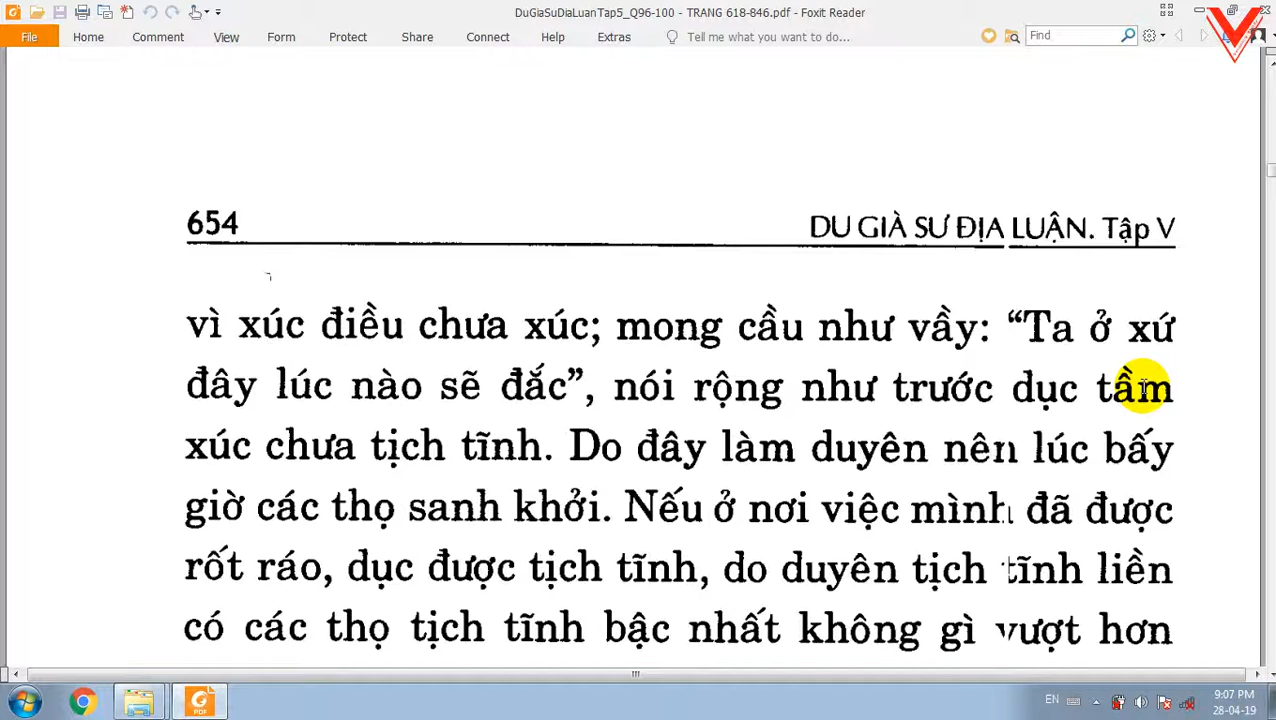 DuGiaSuDiaLuanTap5_Q96-100 - TRANG 618-846.pdf - Foxit Reader
File Home Comment View Form Protect Share Connect Help Extras Tell me what you want to do... Find
654 DU GIÀ SƯ ĐỊA LUẬN. Tập V
vì xúc điều chưa xúc; mong cầu như vầy: “Ta ở xứ
đây lúc nào sẽ đắc”, nói rộng như trước dục tầm
xúc chưa tịch tĩnh. Do đây làm duyên nên lúc bấy
giờ các thọ sanh khởi. Nếu ở nơi việc mình đã được
rốt ráo, dục được tịch tĩnh, do duyên tịch tĩnh liền
có các thọ tịch tĩnh bậc nhất không gì vượt hơn
PDF
EN 9:07 PM
28-04-19